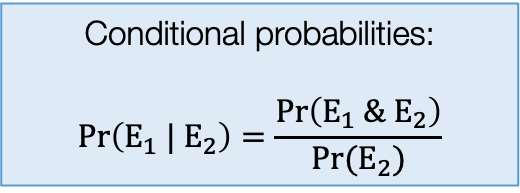 Conditional probabilities:
Pr(E₁ | E₂) = Pr(E₁ & E₂) / Pr(E₂)